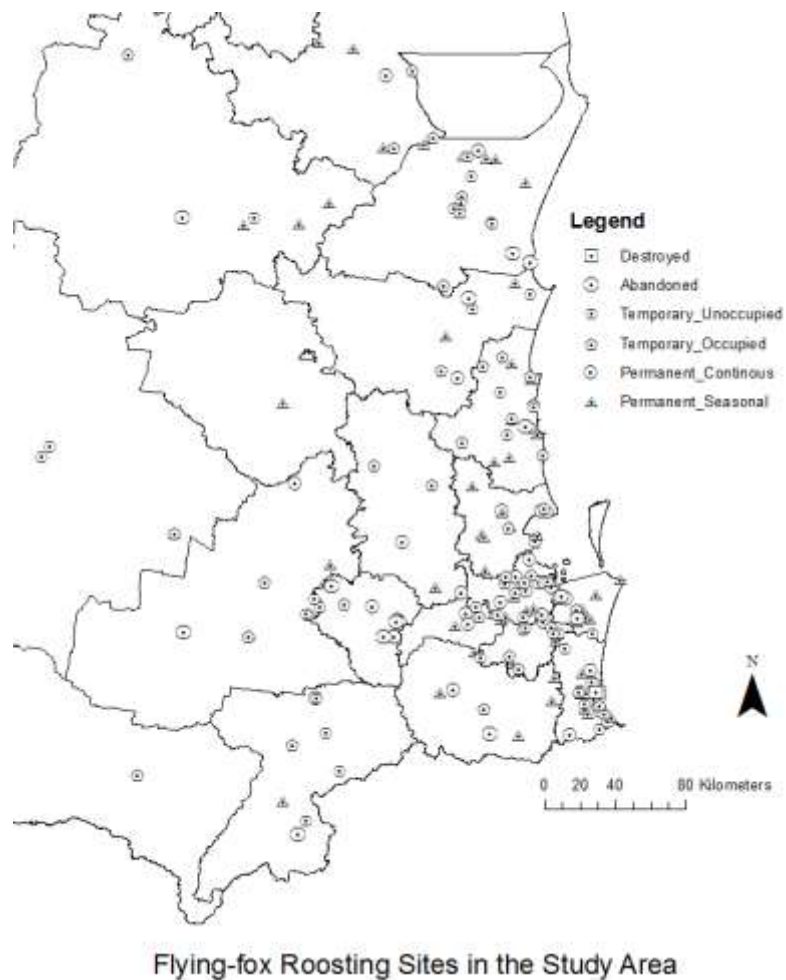 Legend
Destroyed
Abandoned
Temporary_Unoccupied
Temporary_Occupied
Permanent_Continous
Permanent_Seasonal
N
0 20 40 80 Kilometers
Flying-fox Roosting Sites in the Study Area